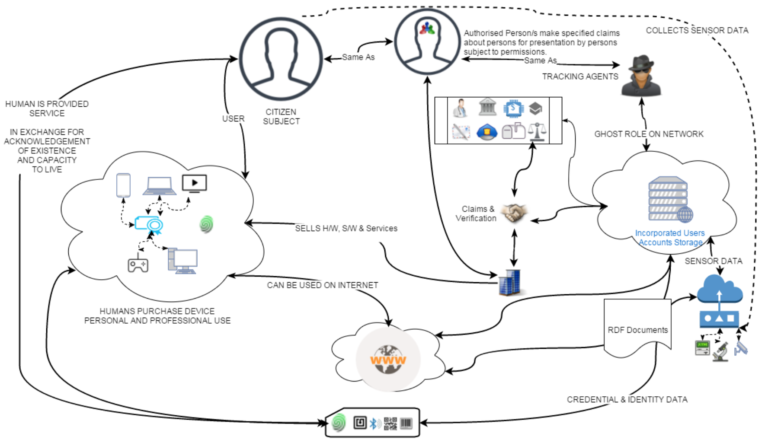 Authorised Person/s make specified claims
about persons for presentation by persons
subject to permissions.
COLLECTS SENSOR DATA
Same As
Same As
TRACKING AGENTS
HUMAN IS PROVIDED
SERVICE
IN EXCHANGE FOR
ACKNOWLEDGEMENT
OF EXISTENCE
AND CAPACITY
TO LIVE
CITIZEN
SUBJECT
USER
GHOST ROLE ON NETWORK
Claims &
Verification
SELLS H/W, S/W & Services
Incorporated Users
Accounts Storage
SENSOR DATA
CAN BE USED ON INTERNET
HUMANS PURCHASE DEVICE
PERSONAL AND PROFESSIONAL USE
RDF Documents
WWW
CREDENTIAL & IDENTITY DATA